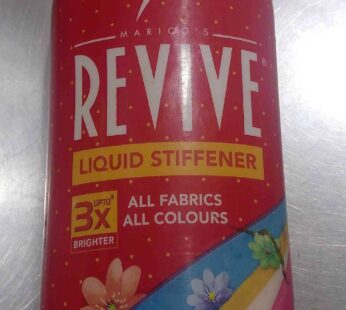 MARICO'S
REVIVE®
LIQUID STIFFENER
UPTO*
3X
BRIGHTER
ALL FABRICS
ALL COLOURS